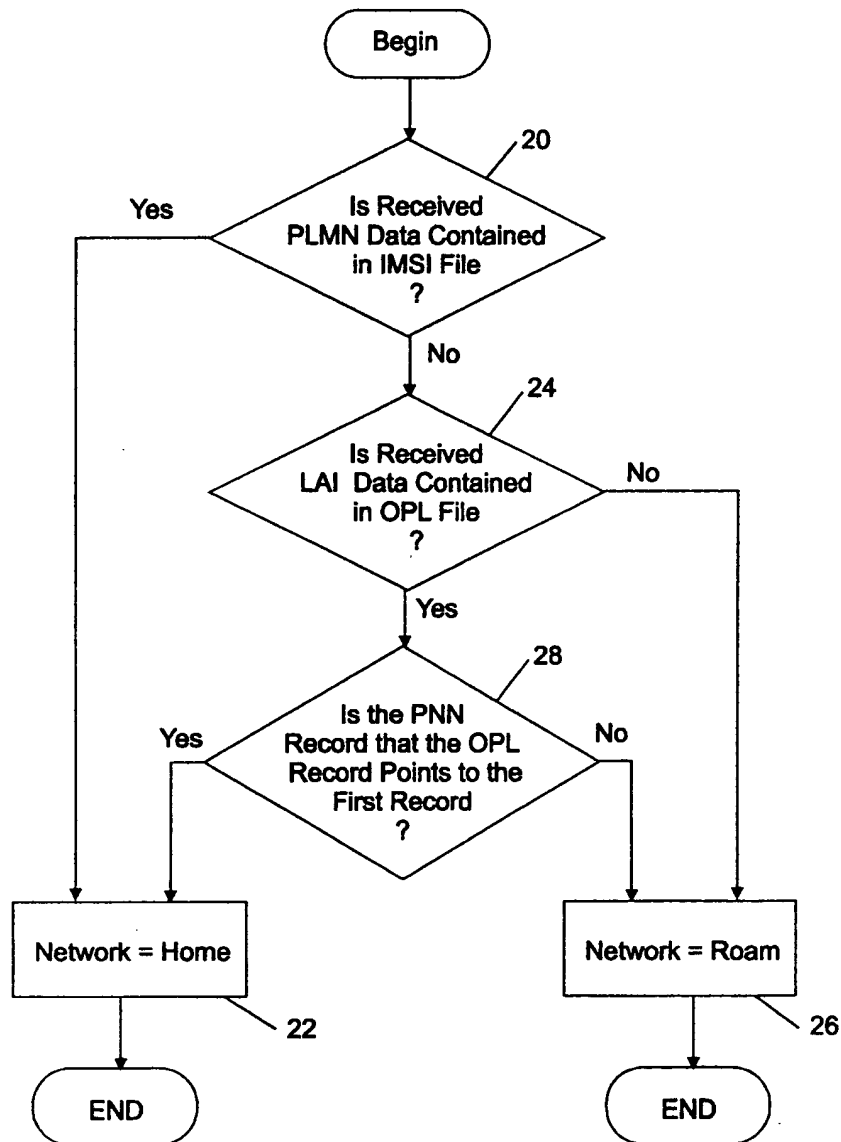 Begin
20
Yes
Is Received
PLMN Data Contained
in IMSI File
?
No
24
Is Received
LAI Data Contained
in OPL File
?
No
Yes
28
Yes
Is the PNN
Record that the OPL
Record Points to the
First Record
?
No
Network = Home
22
Network = Roam
26
END
END